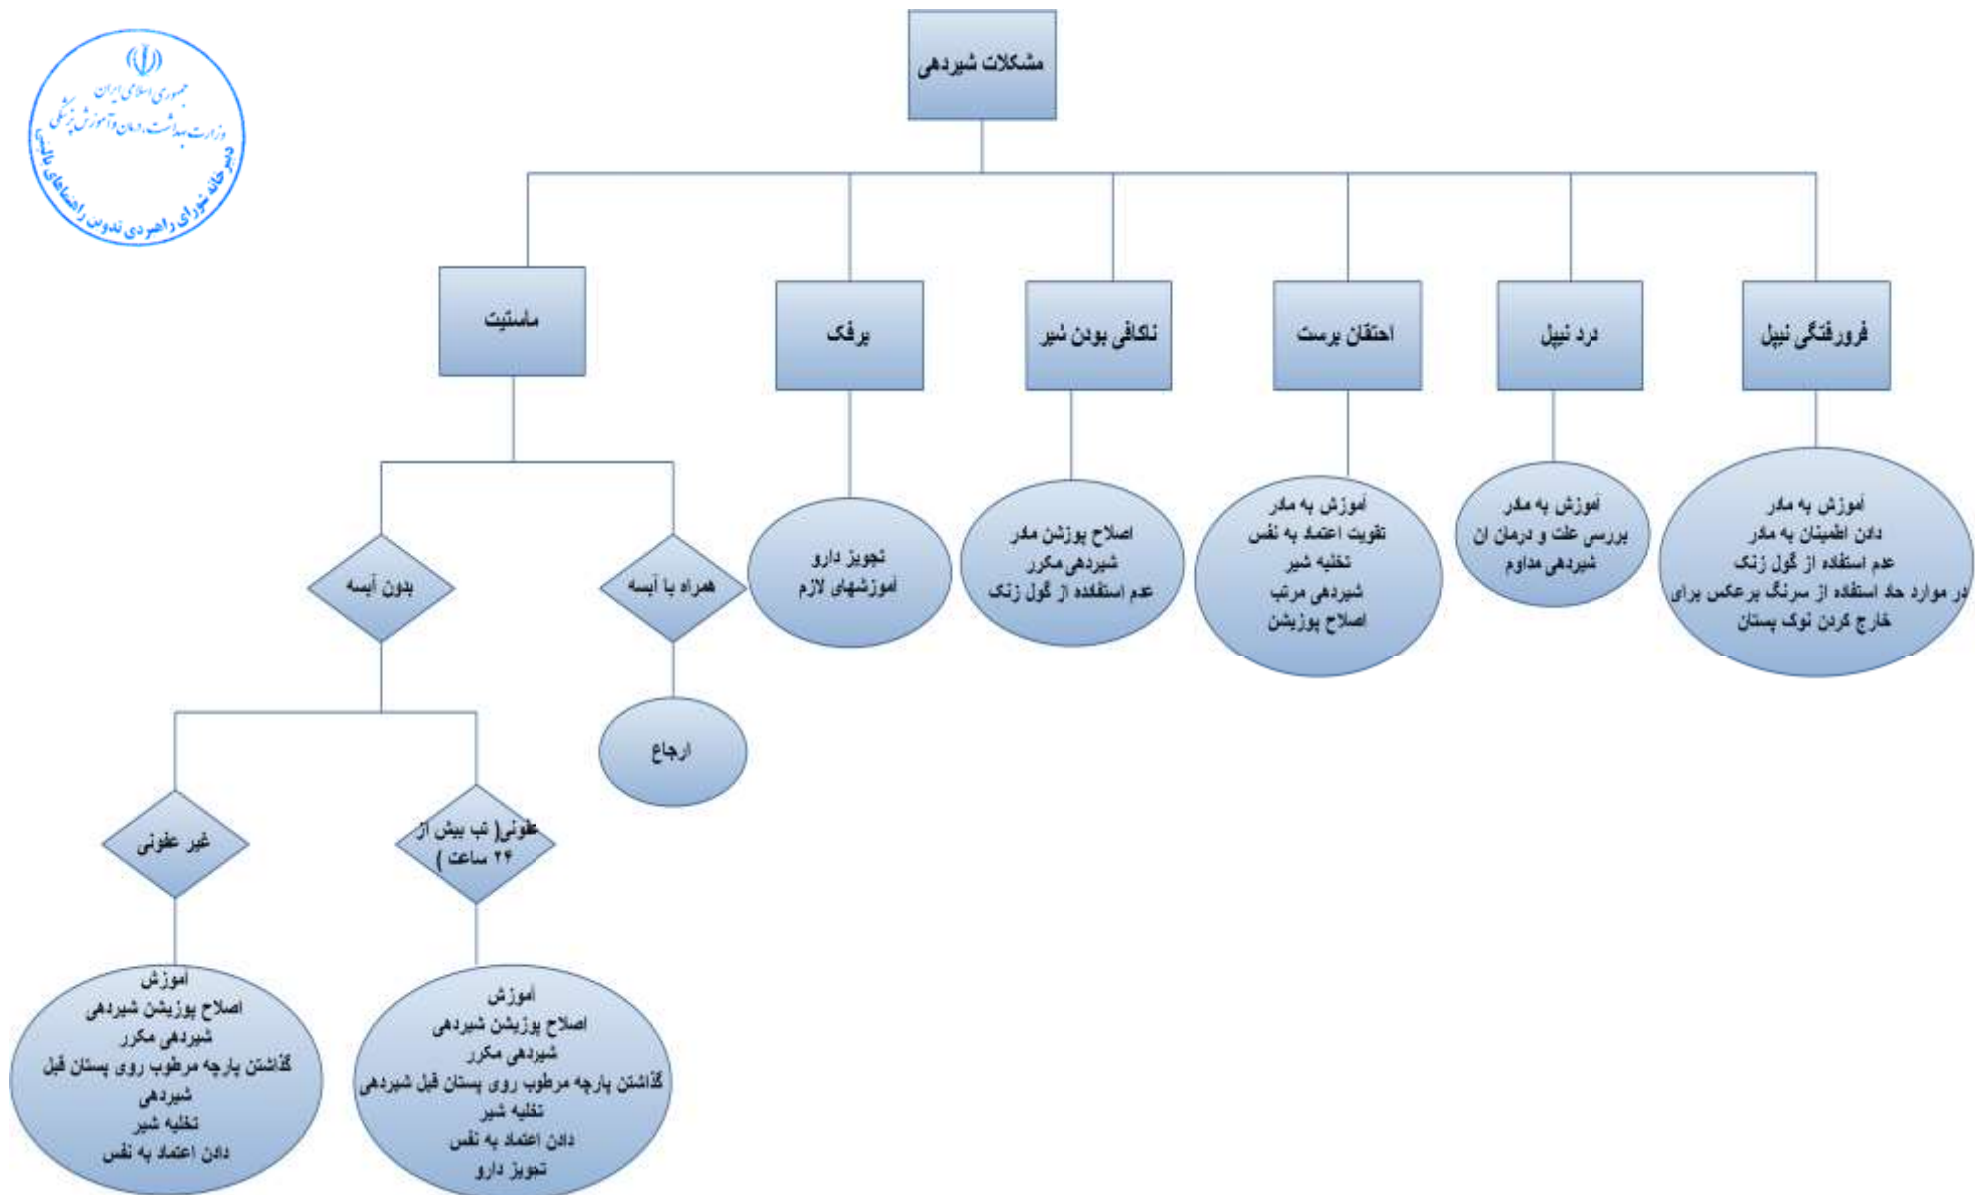 جمهوری اسلامی ایران
وزارت بهداشت، درمان و آموزش پزشکی
دبیرخانه شورای راهبردی تدوین راهنماهای بالینی
مشکلات شیردهی
فرورفتگی نیپل
درد نیپل
احتقان برست
ناکافی بودن شیر
برفک
ماستیت
آموزش به مادر
دادن اطمینان به مادر
عدم استفاده از گول زنک
در موارد حاد استفاده از سرنگ برعکس برای
خارج کردن نوک پستان
آموزش به مادر
بررسی علت و درمان ان
شیردهی مداوم
آموزش به مادر
تقویت اعتماد به نفس
تخلیه شیر
شیردهی مرتب
اصلاح پوزیشن
اصلاح پوزشن مادر
شیردهی مکرر
عدم استفاده از گول زنک
تجویز دارو
آموزشهای لازم
همراه با آبسه
بدون آبسه
ارجاع
عفونی( تب بیش از
۲۴ ساعت )
غیر عفونی
آموزش
اصلاح پوزیشن شیردهی
شیردهی مکرر
گذاشتن پارچه مرطوب روی پستان قبل شیردهی
تخلیه شیر
دادن اعتماد به نفس
تجویز دارو
آموزش
اصلاح پوزیشن شیردهی
شیردهی مکرر
گذاشتن پارچه مرطوب روی پستان قبل
شیردهی
تخلیه شیر
دادن اعتماد به نفس